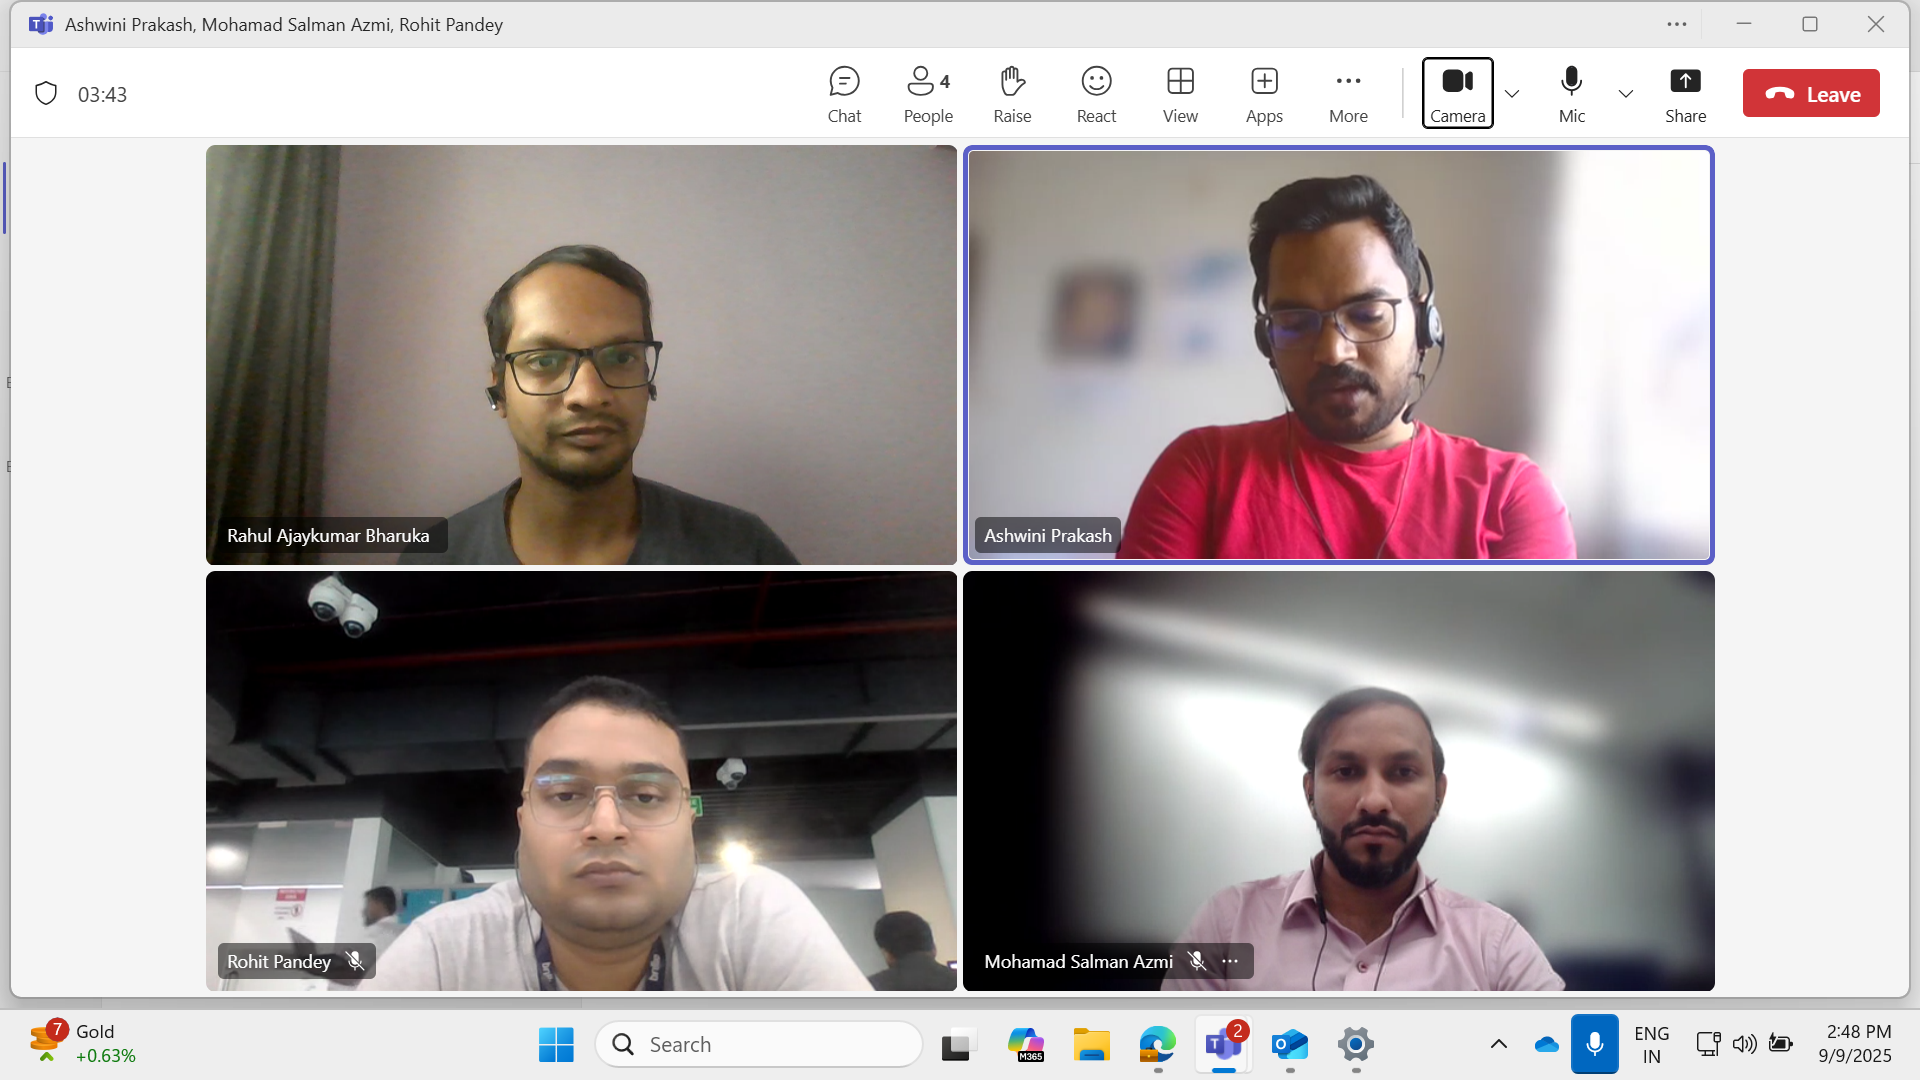 Ashwini Prakash, Mohamad Salman Azmi, Rohit Pandey
03:43
Chat
People
4
Raise
React
View
Apps
More
Camera
Mic
Share
Leave
Rahul Ajaykumar Bharuka
Ashwini Prakash
Rohit Pandey
Mohamad Salman Azmi
7
Gold
+0.63%
Search
M365
2
ENG
IN
2:48 PM
9/9/2025